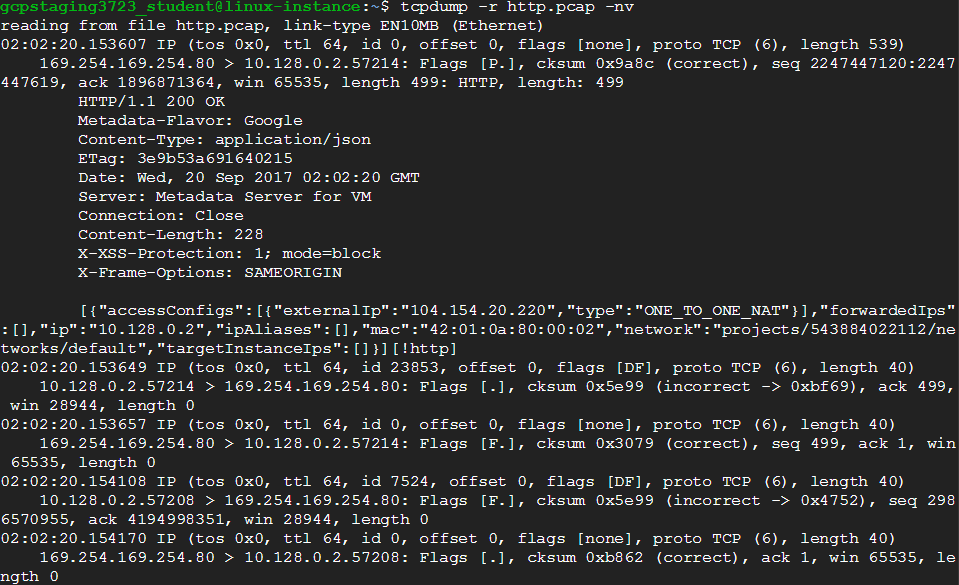 gcpstaging3723_student@linux-instance:~$ tcpdump -r http.pcap -nv
reading from file http.pcap, link-type EN10MB (Ethernet)
02:02:20.153607 IP (tos 0x0, ttl 64, id 0, offset 0, flags [none], proto TCP (6), length 539)
    169.254.169.254.80 > 10.128.0.2.57214: Flags [P.], cksum 0x9a8c (correct), seq 2247447120:2247
447619, ack 1896871364, win 65535, length 499: HTTP, length: 499
        HTTP/1.1 200 OK
        Metadata-Flavor: Google
        Content-Type: application/json
        ETag: 3e9b53a691640215
        Date: Wed, 20 Sep 2017 02:02:20 GMT
        Server: Metadata Server for VM
        Connection: Close
        Content-Length: 228
        X-XSS-Protection: 1; mode=block
        X-Frame-Options: SAMEORIGIN

        [{"accessConfigs":[{"externalIp":"104.154.20.220","type":"ONE_TO_ONE_NAT"}],"forwardedIps"
:[],"ip":"10.128.0.2","ipAliases":[],"mac":"42:01:0a:80:00:02","network":"projects/543884022112/ne
tworks/default","targetInstanceIps":[]}][!http]
02:02:20.153649 IP (tos 0x0, ttl 64, id 23853, offset 0, flags [DF], proto TCP (6), length 40)
    10.128.0.2.57214 > 169.254.169.254.80: Flags [.], cksum 0x5e99 (incorrect -> 0xbf69), ack 499,
 win 28944, length 0
02:02:20.153657 IP (tos 0x0, ttl 64, id 0, offset 0, flags [none], proto TCP (6), length 40)
    169.254.169.254.80 > 10.128.0.2.57214: Flags [F.], cksum 0x3079 (correct), seq 499, ack 1, win
 65535, length 0
02:02:20.154108 IP (tos 0x0, ttl 64, id 7524, offset 0, flags [DF], proto TCP (6), length 40)
    10.128.0.2.57208 > 169.254.169.254.80: Flags [F.], cksum 0x5e99 (incorrect -> 0x4752), seq 298
6570955, ack 4194998351, win 28944, length 0
02:02:20.154170 IP (tos 0x0, ttl 64, id 0, offset 0, flags [none], proto TCP (6), length 40)
    169.254.169.254.80 > 10.128.0.2.57208: Flags [.], cksum 0xb862 (correct), ack 1, win 65535, le
ngth 0